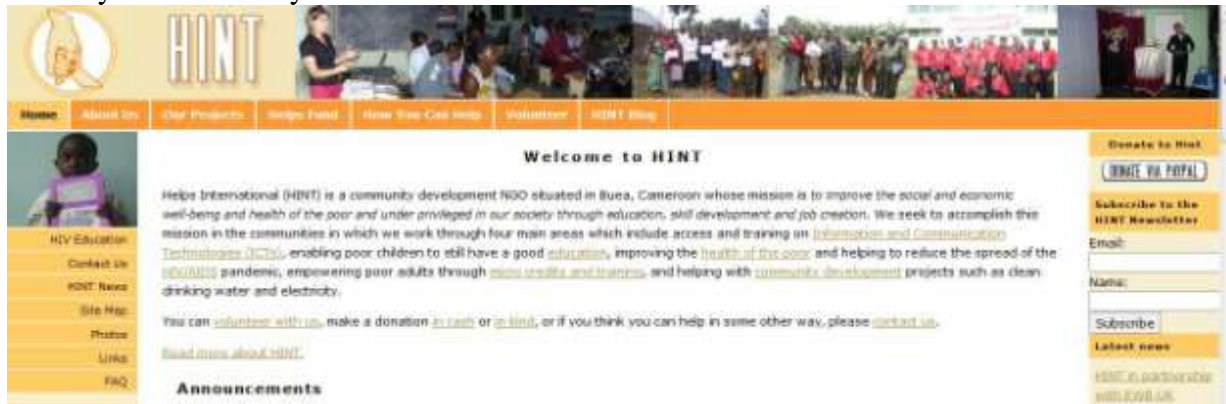 HINT
Home About Us Our Projects Helps Fund How You Can Help Volunteer HINT Blog
HIV Education
Contact Us
HINT News
Site Map
Photos
Links
FAQ
Welcome to HINT
Helps International (HINT) is a community development NGO situated in Buea, Cameroon whose mission is to improve the social and economic
well-being and health of the poor and under privileged in our society through education, skill development and job creation. We seek to accomplish this
mission in the communities in which we work through four main areas which include access and training on Information and Communication
Technologies (ICTs), enabling poor children to still have a good education, improving the health of the poor and helping to reduce the spread of the
HIV/AIDS pandemic, empowering poor adults through micro credits and training, and helping with community development projects such as clean
drinking water and electricity.
You can volunteer with us, make a donation in cash or in kind, or if you think you can help in some other way, please contact us.
Read more about HINT.
Announcements
Donate to Hint
DONATE VIA PAYPAL
Subscribe to the
HINT Newsletter
Email:
Name:
Subscribe
Latest news
HINT in partnership
with EWB UK